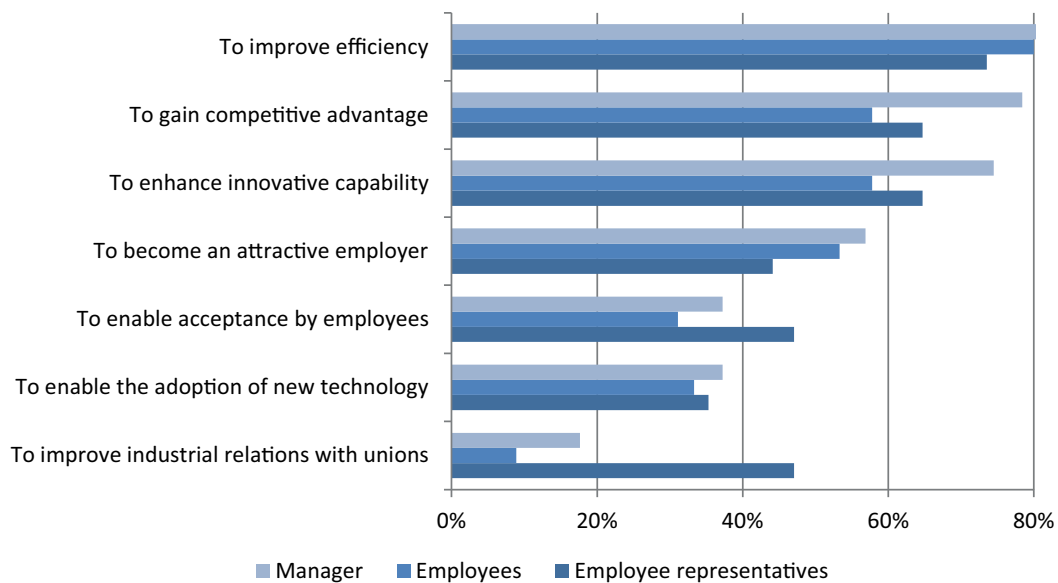 To improve efficiency
To gain competitive advantage
To enhance innovative capability
To become an attractive employer
To enable acceptance by employees
To enable the adoption of new technology
To improve industrial relations with unions
0% 20% 40% 60% 80%
Manager Employees Employee representatives